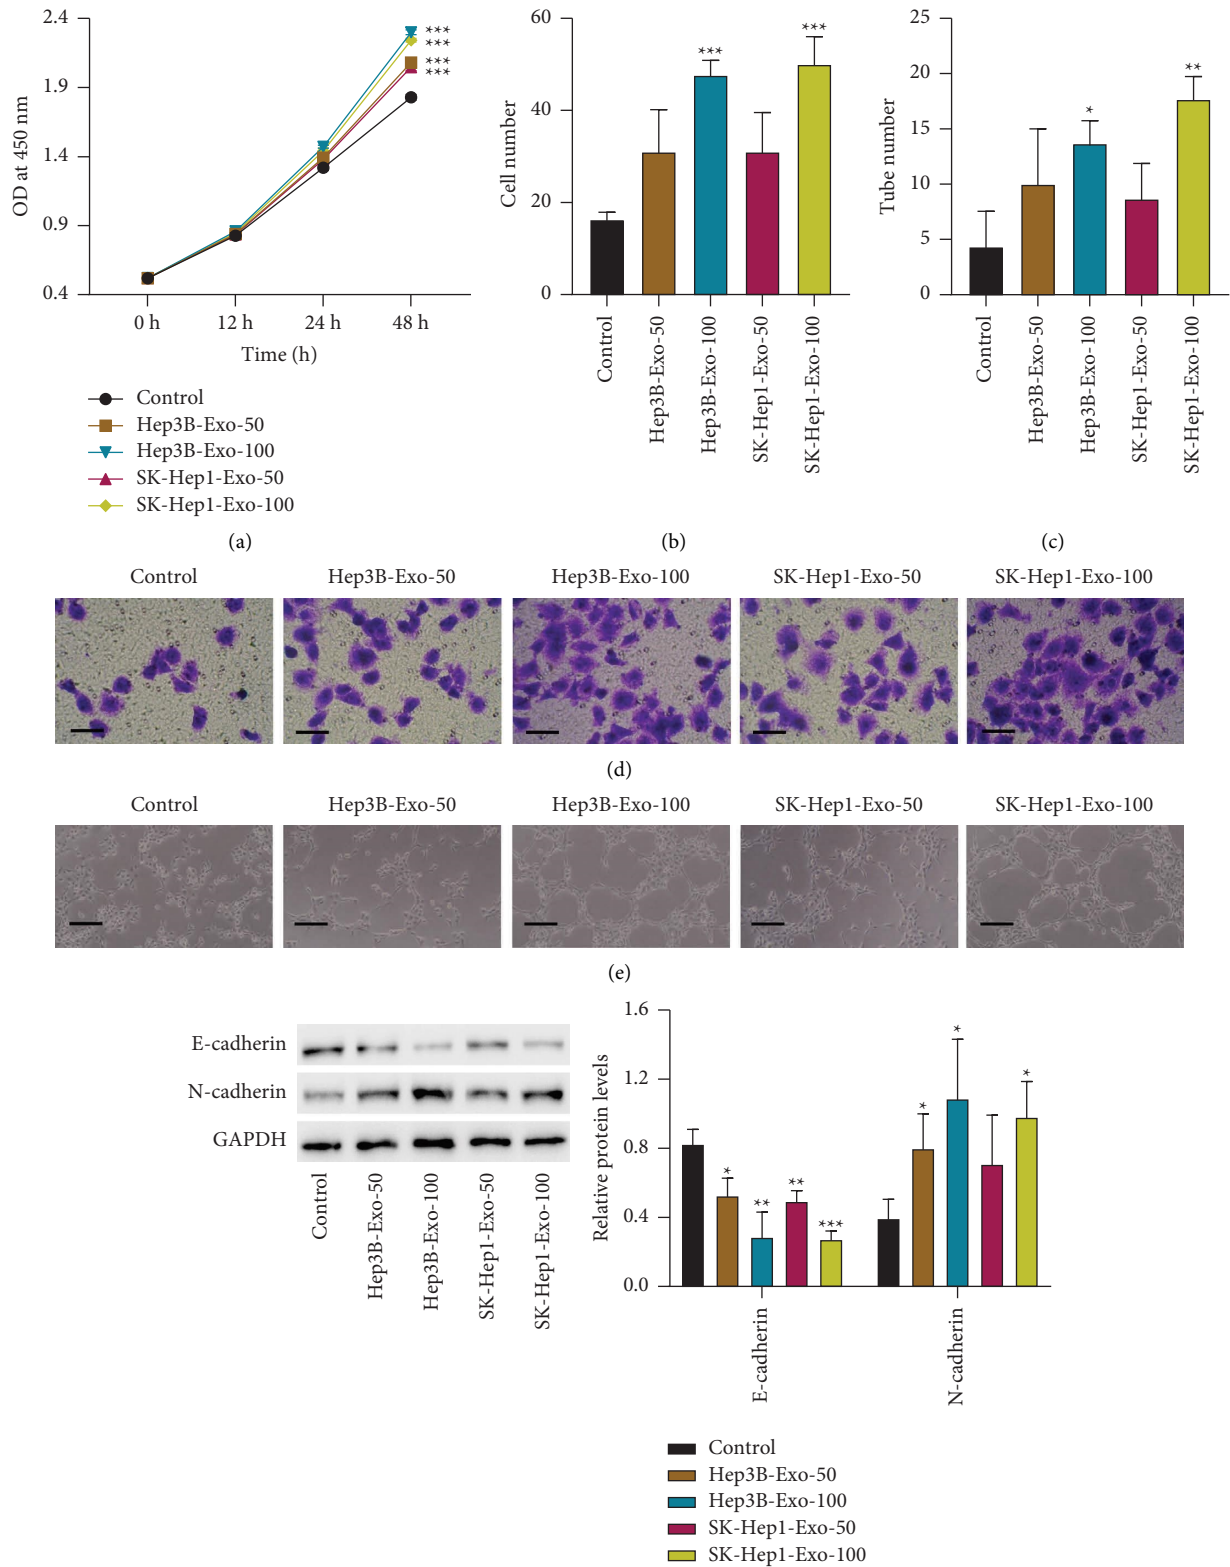 2.4
1.9
1.4
0.9
0.4
OD at 450 nm
0 h 12 h 24 h 48 h
Time (h)
***
***
***
***
Control
Hep3B-Exo-50
Hep3B-Exo-100
SK-Hep1-Exo-50
SK-Hep1-Exo-100
(a)
60
40
20
0
Cell number
*** ***
Control
Hep3B-Exo-50
Hep3B-Exo-100
SK-Hep1-Exo-50
SK-Hep1-Exo-100
(b)
25
20
15
10
5
0
Tube number
* **
Control
Hep3B-Exo-50
Hep3B-Exo-100
SK-Hep1-Exo-50
SK-Hep1-Exo-100
(c)
Control Hep3B-Exo-50 Hep3B-Exo-100 SK-Hep1-Exo-50 SK-Hep1-Exo-100
(d)
Control Hep3B-Exo-50 Hep3B-Exo-100 SK-Hep1-Exo-50 SK-Hep1-Exo-100
(e)
E-cadherin
N-cadherin
GAPDH
Control
Hep3B-Exo-50
Hep3B-Exo-100
SK-Hep1-Exo-50
SK-Hep1-Exo-100
1.6
1.2
0.8
0.4
0.0
Relative protein levels
* ** ** *** * * *
E-cadherin
N-cadherin
Control
Hep3B-Exo-50
Hep3B-Exo-100
SK-Hep1-Exo-50
SK-Hep1-Exo-100